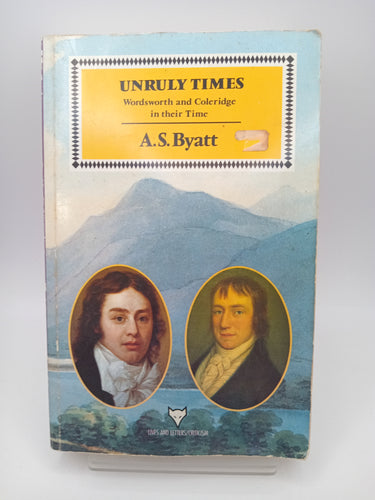 UNRULY TIMES
Wordsworth and Coleridge
in their Time
A.S. Byatt
LIVES AND LETTERS/CRITICISM